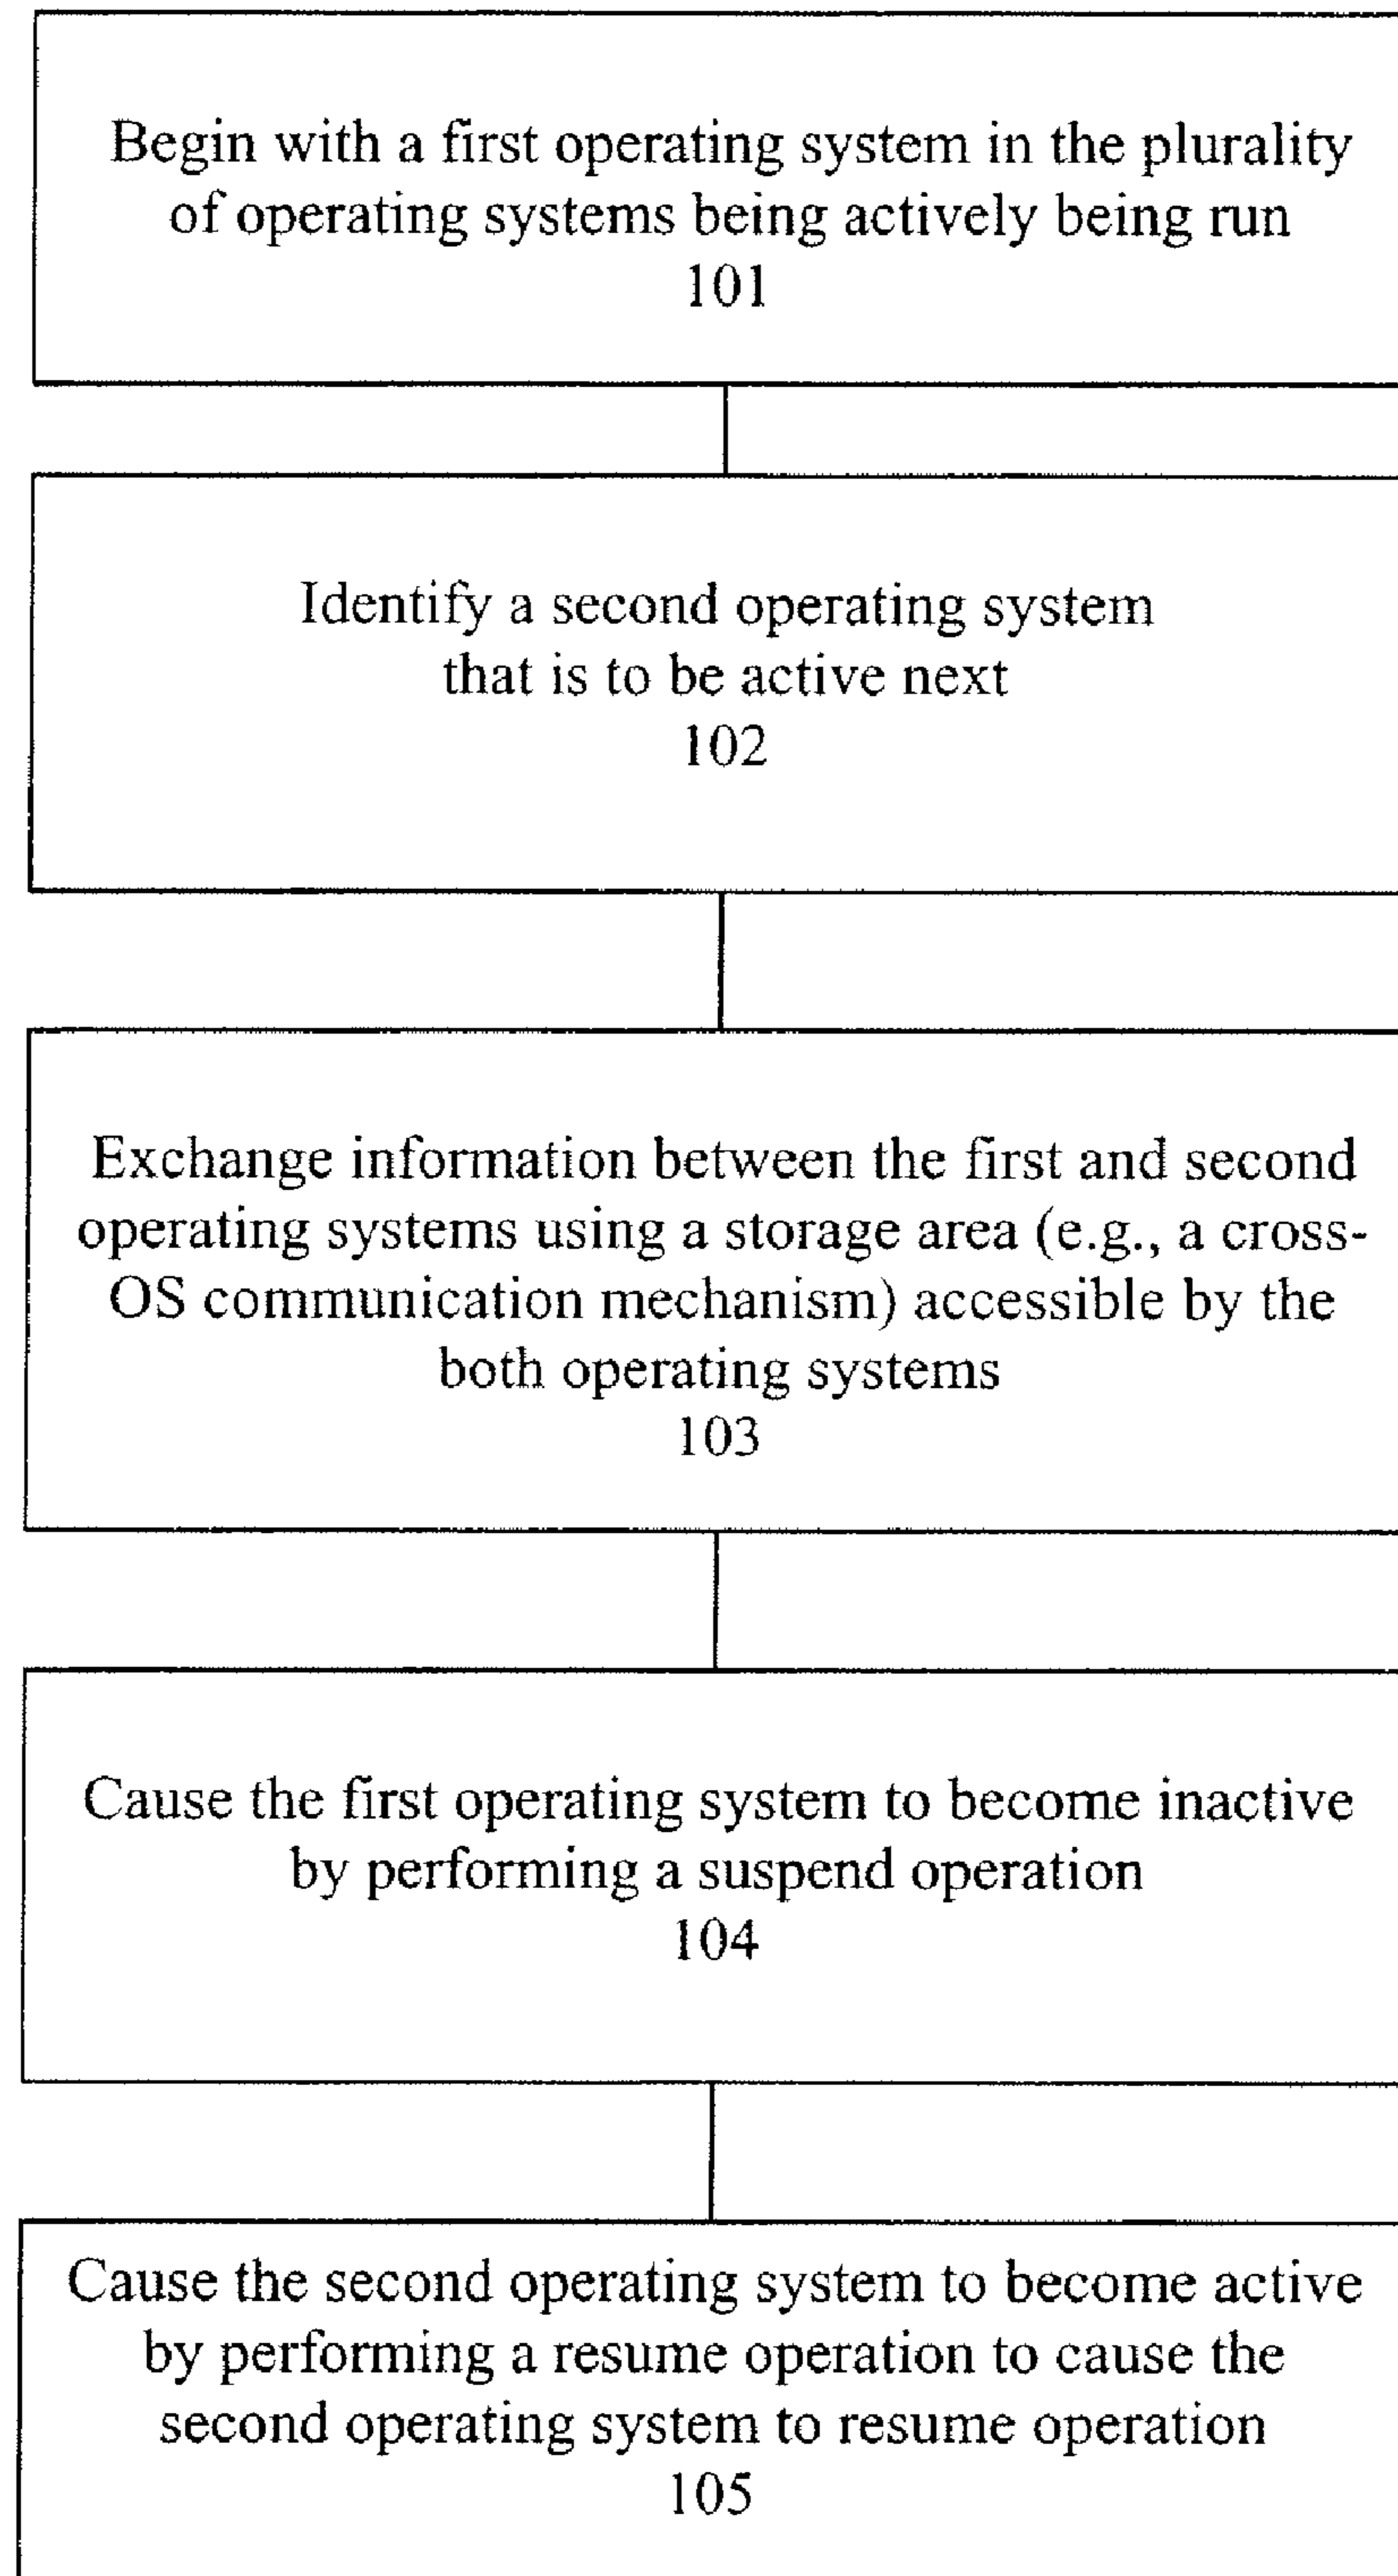 Begin with a first operating system in the plurality
of operating systems being actively being run
101
Identify a second operating system
that is to be active next
102
Exchange information between the first and second
operating systems using a storage area (e.g., a cross-
OS communication mechanism) accessible by the
both operating systems
103
Cause the first operating system to become inactive
by performing a suspend operation
104
Cause the second operating system to become active
by performing a resume operation to cause the
second operating system to resume operation
105